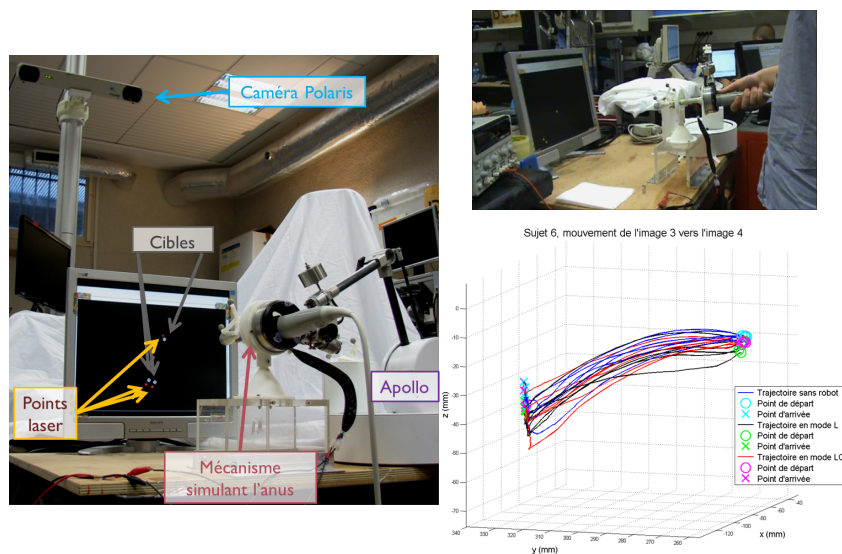 Caméra Polaris
Cibles
Points
laser
Apollo
Mécanisme
simulant l'anus
Sujet 6, mouvement de l'image 3 vers l'image 4
0
-10
-20
-30
-40
-50
-60
-70
z (mm)
340
330
320
310
300
290
280
260
y (mm)
-120
-100
-80
-60
-40
x (mm)
Trajectoire sans robot
Point de départ
Point d'arrivée
Trajectoire en mode L
Point de départ
Point d'arrivée
Trajectoire en mode LC
Point de départ
Point d'arrivée